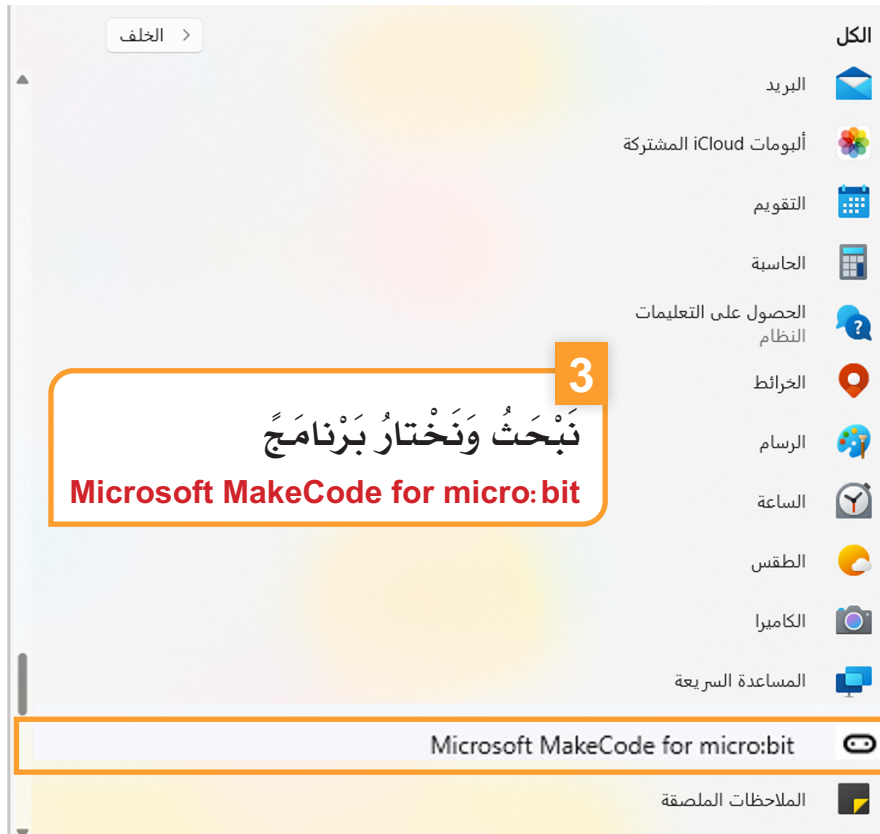 الكل
الخلف
البريد
ألبومات iCloud المشتركة
التقويم
الحاسبة
الحصول على التعليمات
النظام
الخرائط
3
نَبْحَثُ وَنَخْتارُ بَرْنامَجً
Microsoft MakeCode for micro:bit
الرسام
الساعة
الطقس
الكاميرا
المساعدة السريعة
Microsoft MakeCode for micro:bit
الملاحظات الملصقة